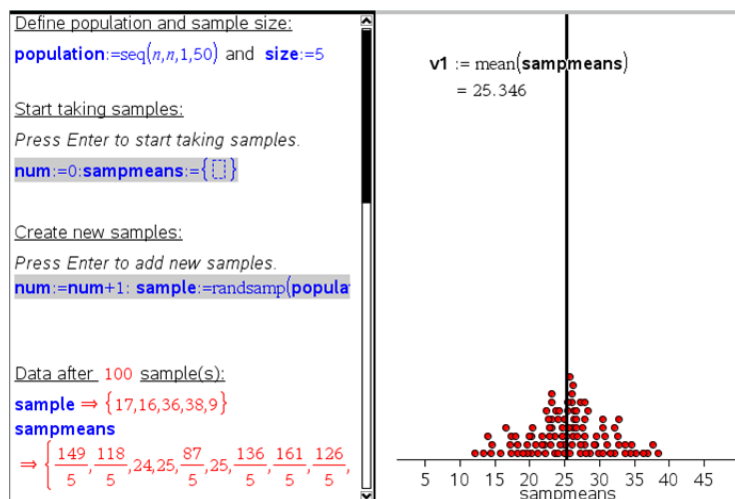 Define population and sample size:
population:=seq(n,n,1,50) and size:=5
Start taking samples:
Press Enter to start taking samples.
num:=0:sampmeans:={▯}
Create new samples:
Press Enter to add new samples.
num:=num+1: sample:=randsamp(popula
Data after 100 sample(s):
sample ⇒ {17,16,36,38,9}
sampmeans
⇒ {149/5,118/5,24,25,87/5,25,136/5,161/5,126/5,
v1 := mean(sampmeans)
= 25.346
5 10 15 20 25 30 35 40 45
sampmeans